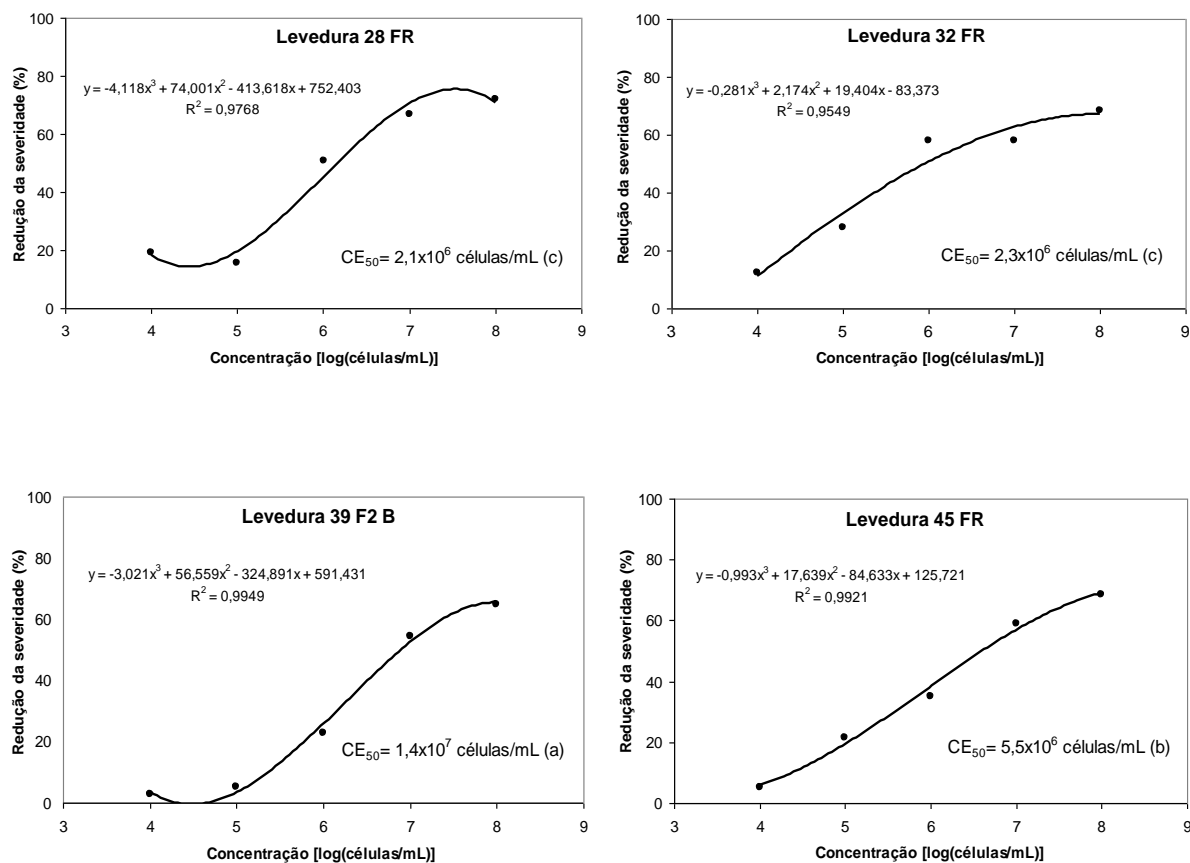 Levedura 28 FR
y = -4,118x³ + 74,001x² - 413,618x + 752,403
R² = 0,9768
CE₅₀= 2,1x10⁶ células/mL (c)
Redução da severidade (%)
100
80
60
40
20
0
3 4 5 6 7 8 9
Concentração [log(células/mL)]
Levedura 32 FR
y = -0,281x³ + 2,174x² + 19,404x - 83,373
R² = 0,9549
CE₅₀= 2,3x10⁶ células/mL (c)
Redução da severidade (%)
100
80
60
40
20
0
3 4 5 6 7 8 9
Concentração [log(células/mL)]
Levedura 39 F2 B
y = -3,021x³ + 56,559x² - 324,891x + 591,431
R² = 0,9949
CE₅₀= 1,4x10⁷ células/mL (a)
Redução da severidade (%)
100
80
60
40
20
0
3 4 5 6 7 8 9
Concentração [log(células/mL)]
Levedura 45 FR
y = -0,993x³ + 17,639x² - 84,633x + 125,721
R² = 0,9921
CE₅₀= 5,5x10⁶ células/mL (b)
Redução da severidade (%)
100
80
60
40
20
0
3 4 5 6 7 8 9
Concentração [log(células/mL)]